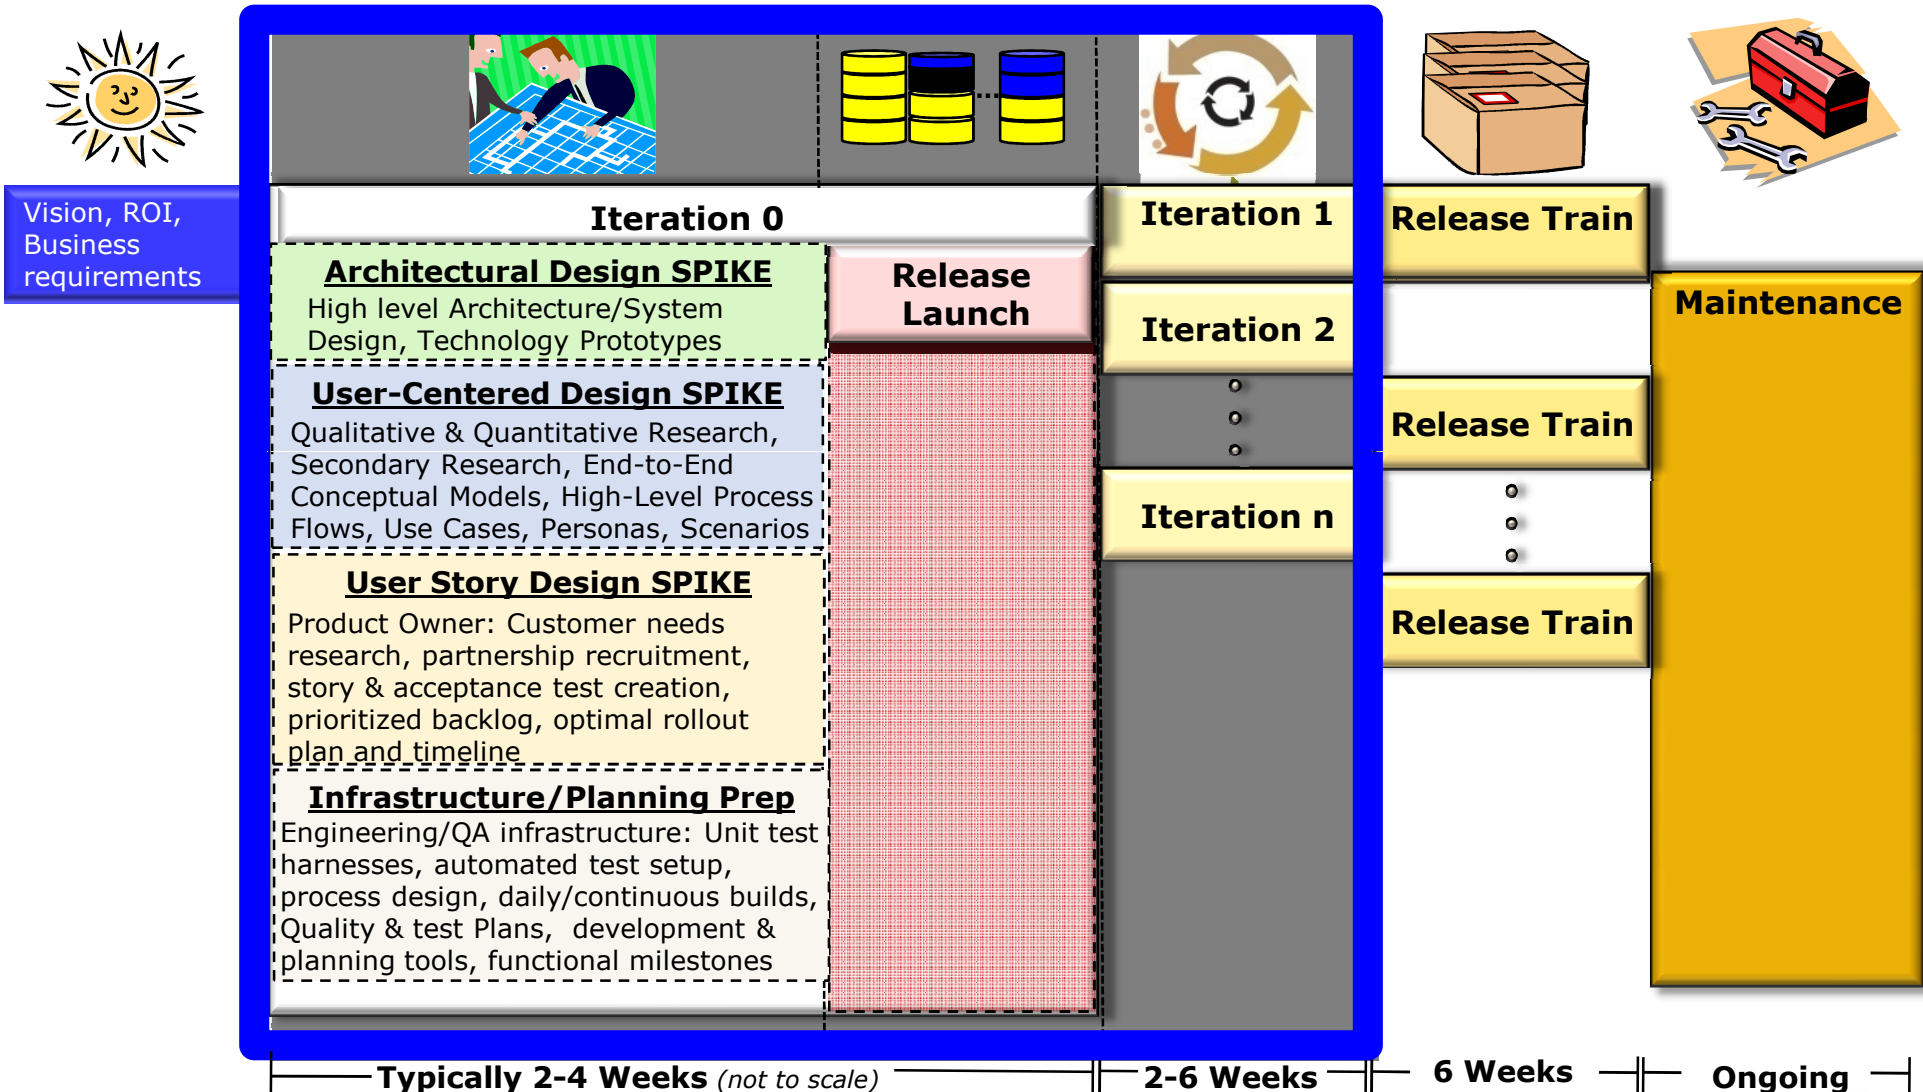 Vision, ROI,
Business
requirements
Iteration 0
Architectural Design SPIKE
High level Architecture/System
Design, Technology Prototypes
User-Centered Design SPIKE
Qualitative & Quantitative Research,
Secondary Research, End-to-End
Conceptual Models, High-Level Process
Flows, Use Cases, Personas, Scenarios
User Story Design SPIKE
Product Owner: Customer needs
research, partnership recruitment,
story & acceptance test creation,
prioritized backlog, optimal rollout
plan and timeline
Infrastructure/Planning Prep
Engineering/QA infrastructure: Unit test
harnesses, automated test setup,
process design, daily/continuous builds,
Quality & test Plans, development &
planning tools, functional milestones
Release
Launch
Iteration 1
Iteration 2
Iteration n
Release Train
Release Train
Release Train
Maintenance
Typically 2-4 Weeks (not to scale)
2-6 Weeks
6 Weeks
Ongoing